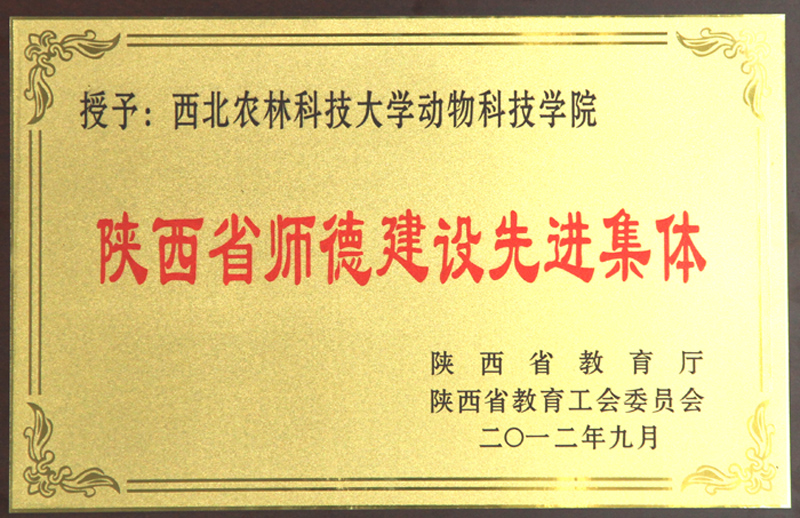 授予：西北农林科技大学动物科技学院
陕西省师德建设先进集体
陕西省教育厅
陕西省教育工会委员会
二〇一二年九月